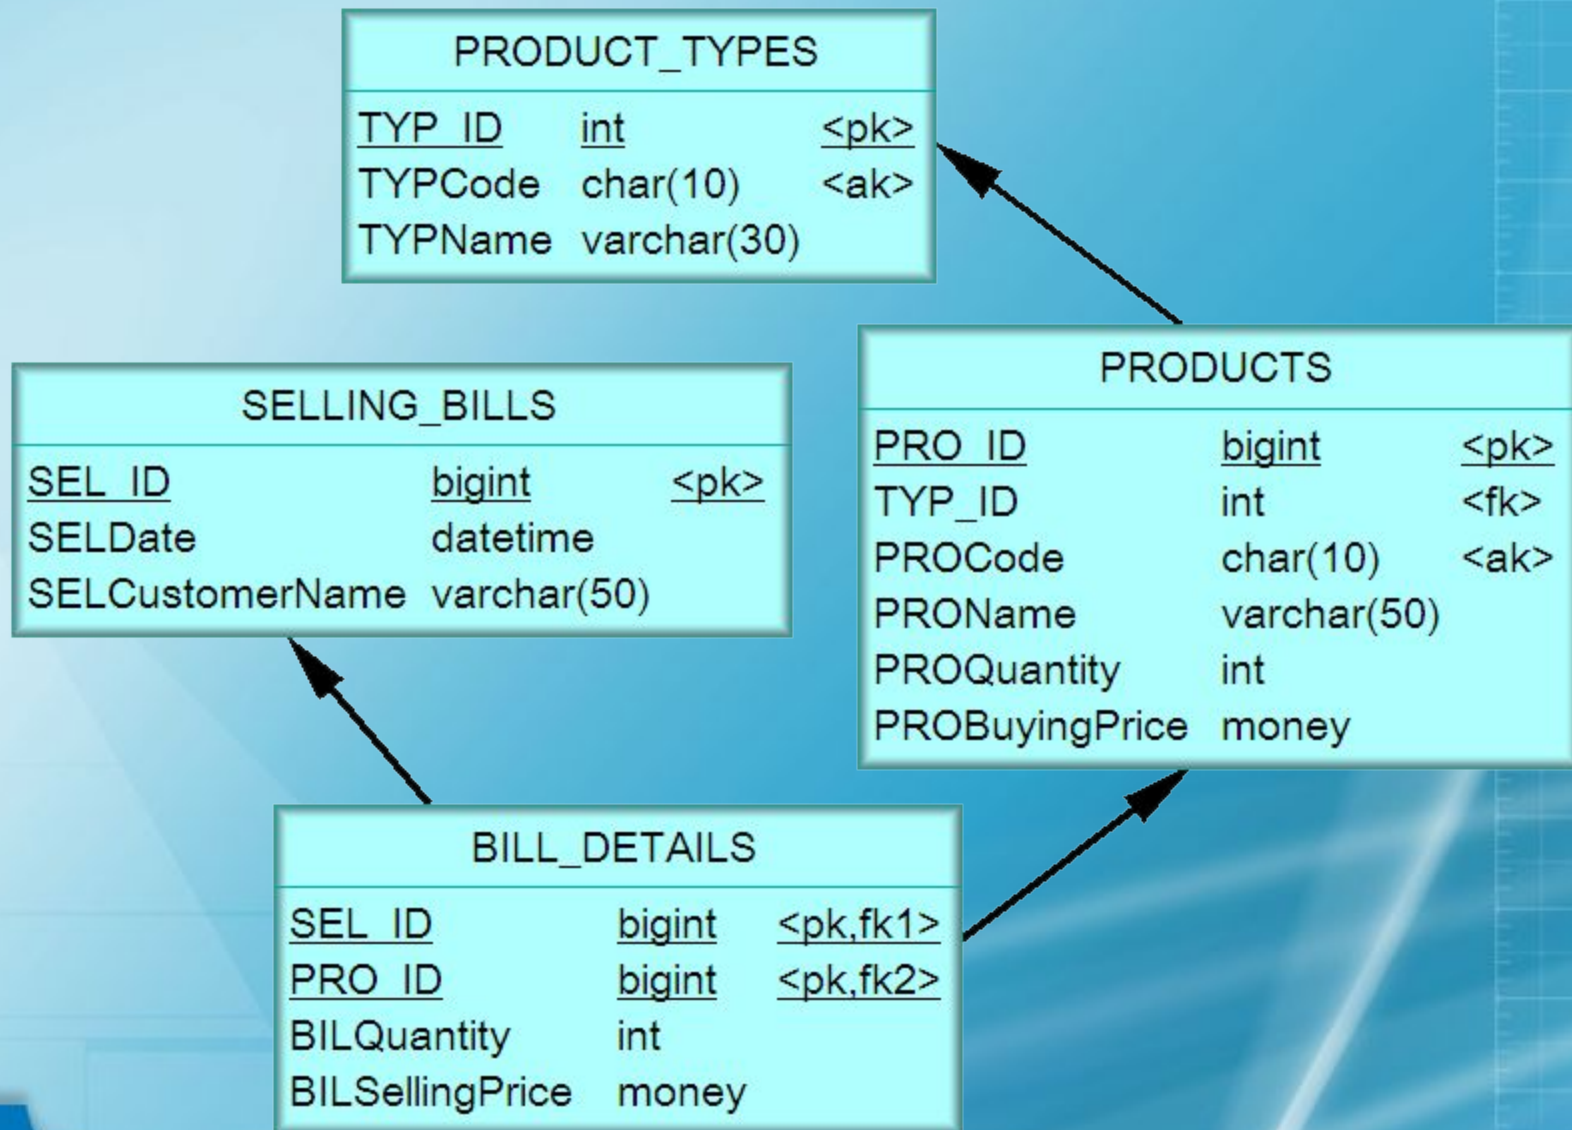 PRODUCT_TYPES
TYP_ID int <pk>
TYPCode char(10) <ak>
TYPName varchar(30)
SELLING_BILLS
SEL_ID bigint <pk>
SELDate datetime
SELCustomerName varchar(50)
PRODUCTS
PRO_ID bigint <pk>
TYP_ID int <fk>
PROCode char(10) <ak>
PROName varchar(50)
PROQuantity int
PROBuyingPrice money
BILL_DETAILS
SEL_ID bigint <pk,fk1>
PRO_ID bigint <pk,fk2>
BILQuantity int
BILSellingPrice money